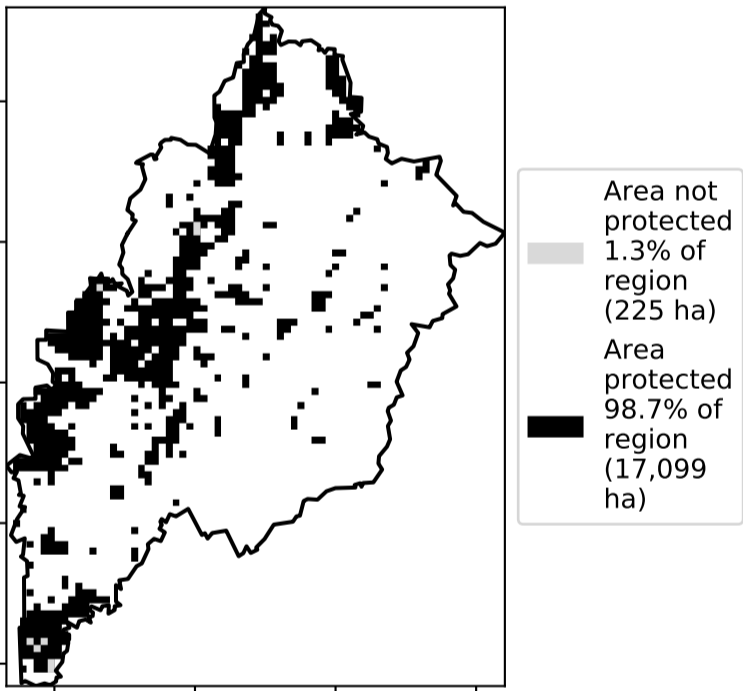 Area not
protected
1.3% of
region
(225 ha)
Area
protected
98.7% of
region
(17,099
ha)